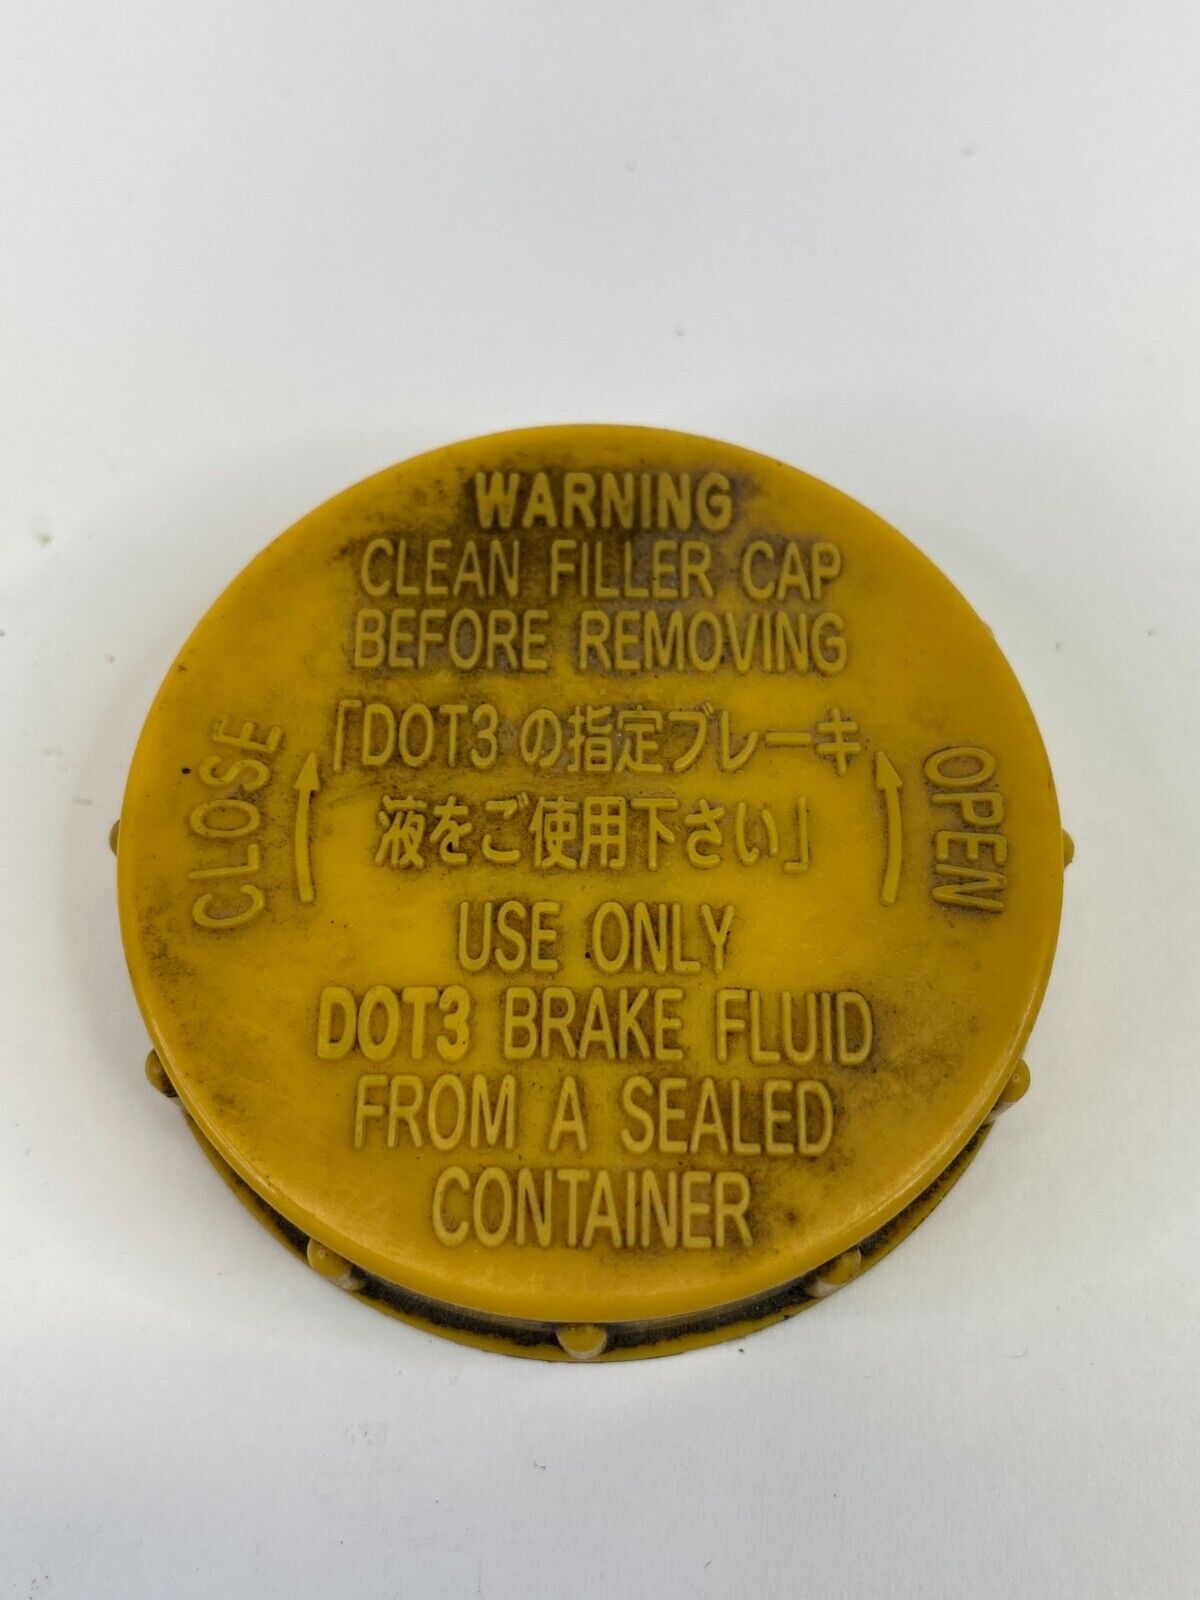 WARNING
CLEAN FILLER CAP
BEFORE REMOVING
「DOT3 の指定ブレーキ
液をご使用下さい」
CLOSE
OPEN
USE ONLY
DOT3 BRAKE FLUID
FROM A SEALED
CONTAINER